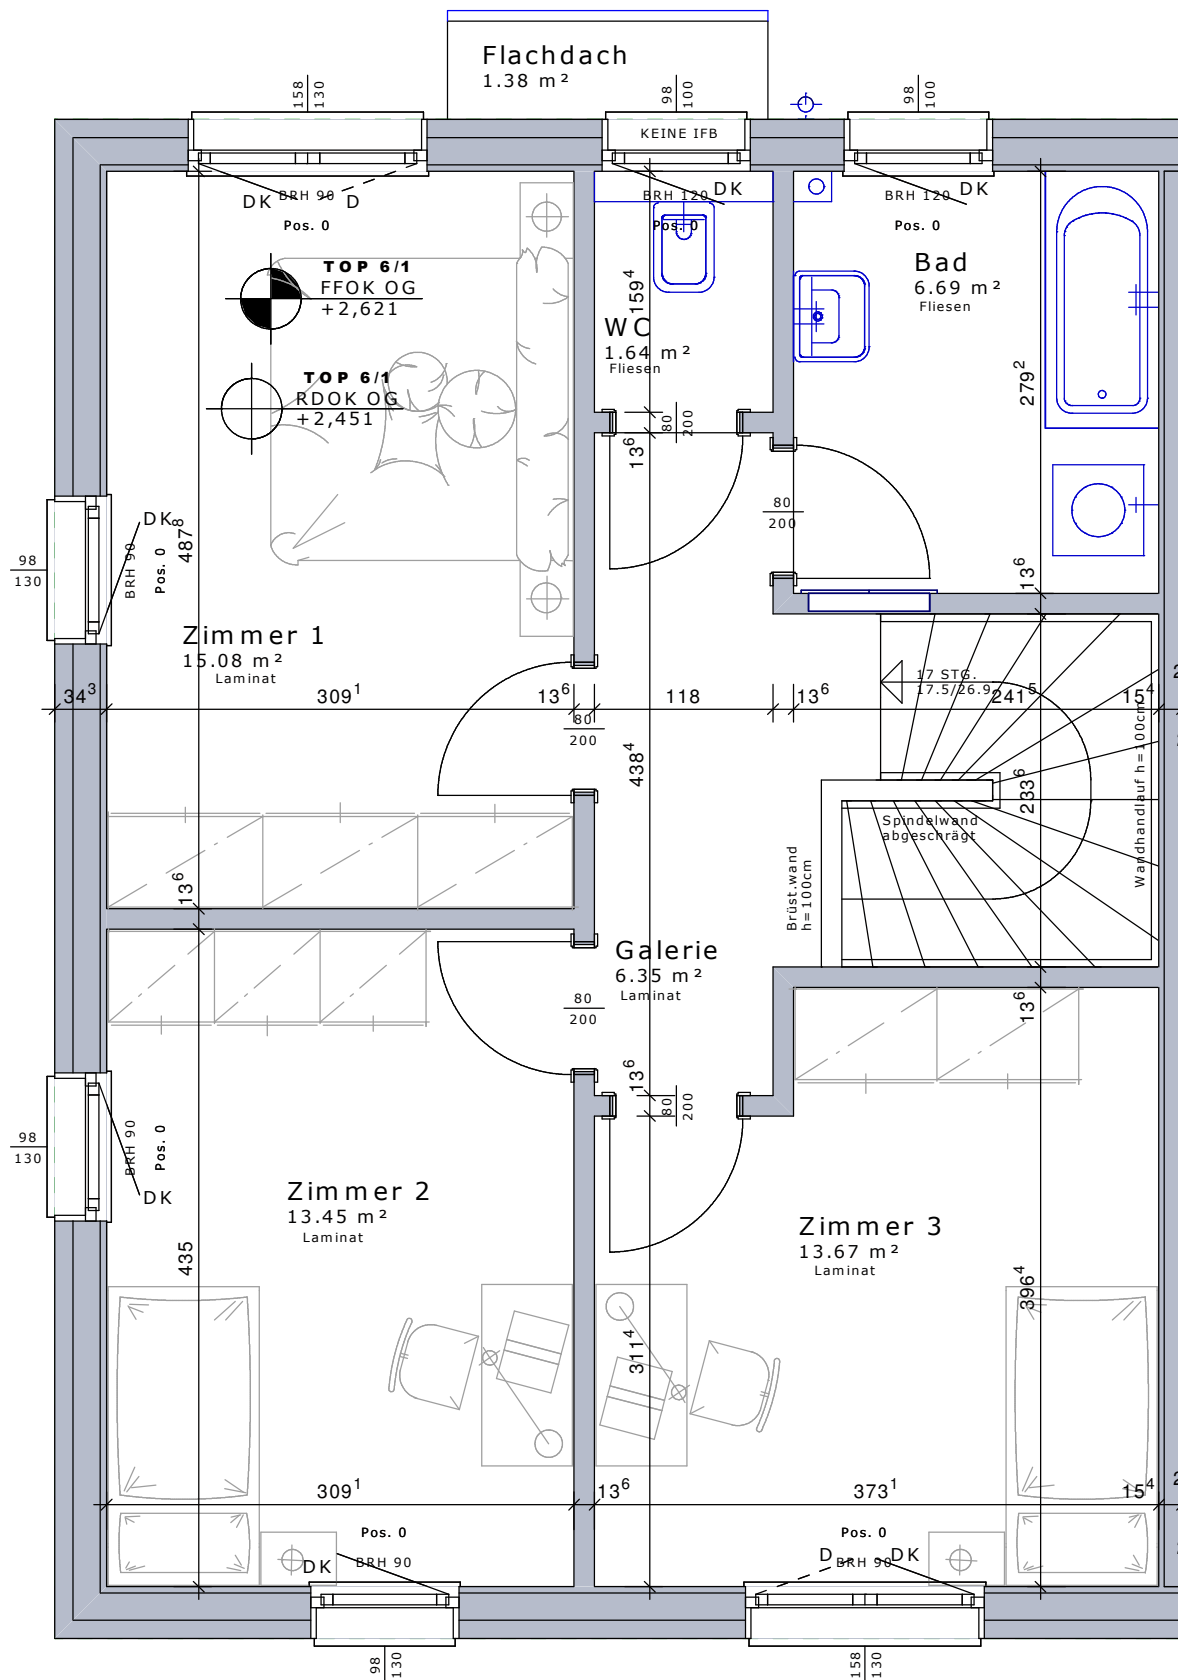 Flachdach
1.38 m²
158
130
98
100
98
100
KEINE IFB
BRH 90
DK
D
Pos. 0
BRH 120
DK
Pos. 0
BRH 120
DK
Pos. 0
TOP 6/1
FFOK OG
+2,621
TOP 6/1
RDOK OG
+2,451
159⁴
WC
1.64 m²
Fliesen
Bad
6.69 m²
Fliesen
279²
80
200
13⁶
80
200
DK
487⁸
BRH 90
Pos. 0
98
130
13⁶
Zimmer 1
15.08 m²
Laminat
17 STG.
17.5/26.9
34³
309¹
13⁶
118
13⁶
241⁵
15⁴
80
200
438⁴
233⁶
Wandhandlauf h=100cm
Spindelwand
abgeschrägt
Brüst.wand
h=100cm
13⁶
Galerie
6.35 m²
Laminat
80
200
13⁶
13⁶
80
200
98
130
BRH 90
Pos. 0
DK
Zimmer 2
13.45 m²
Laminat
Zimmer 3
13.67 m²
Laminat
435
396⁴
311⁴
309¹
13⁶
373¹
15⁴
Pos. 0
DK
BRH 90
Pos. 0
D
BRH 90
DK
98
130
158
130